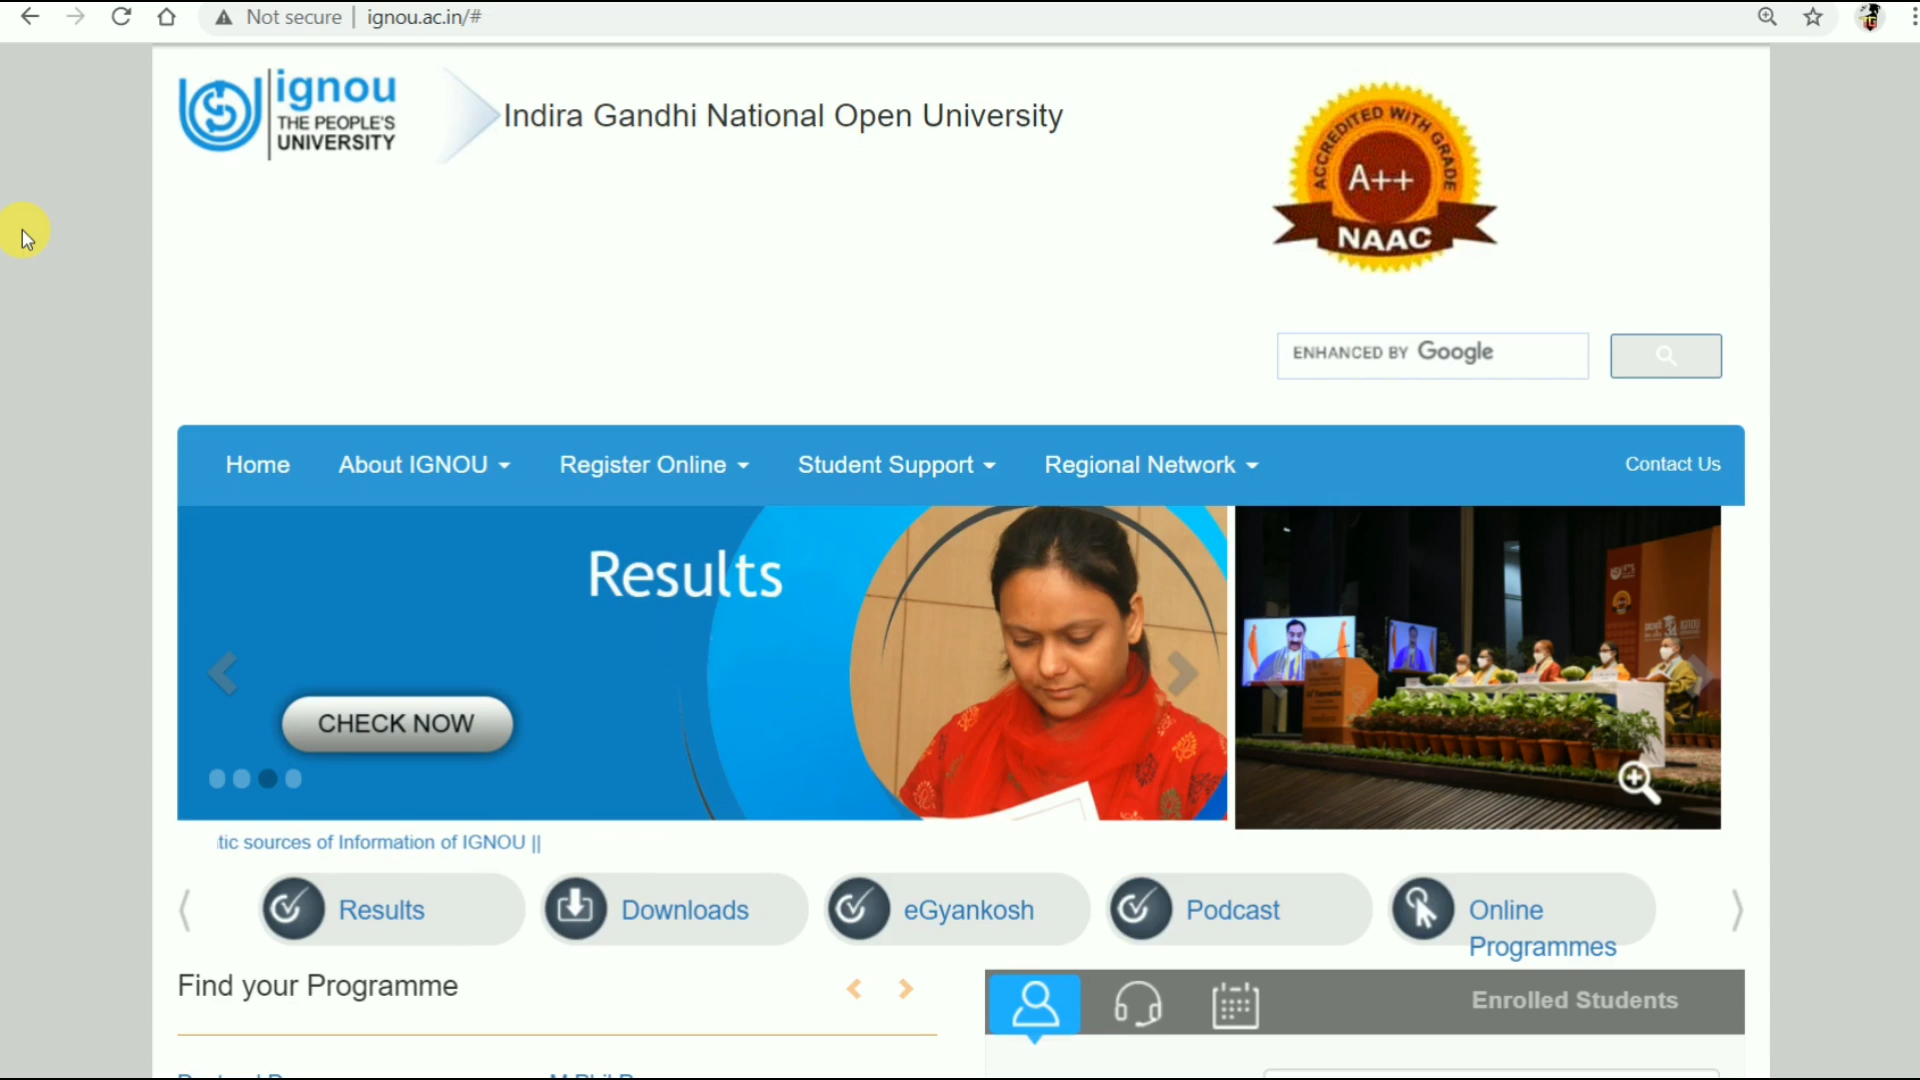 Not secure | ignou.ac.in/#
ignou
THE PEOPLE'S
UNIVERSITY
Indira Gandhi National Open University
ACCREDITED WITH GRADE
A++
NAAC
ENHANCED BY Google
Home
About IGNOU
Register Online
Student Support
Regional Network
Contact Us
Results
CHECK NOW
tic sources of Information of IGNOU ||
Results
Downloads
eGyankosh
Podcast
Online
Programmes
Find your Programme
Enrolled Students